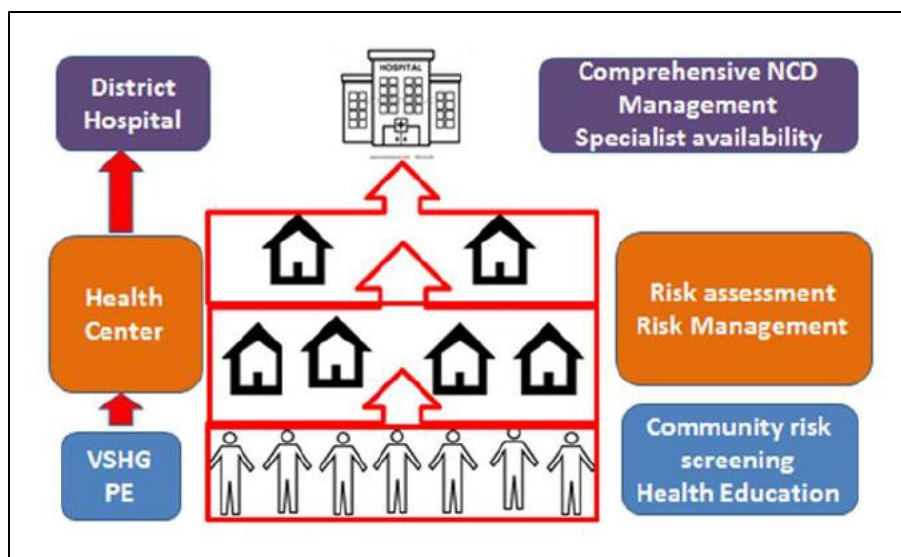 District
Hospital
HOSPITAL
Comprehensive NCD
Management
Specialist availability
Health
Center
Risk assessment
Risk Management
VSHG
PE
Community risk
screening
Health Education